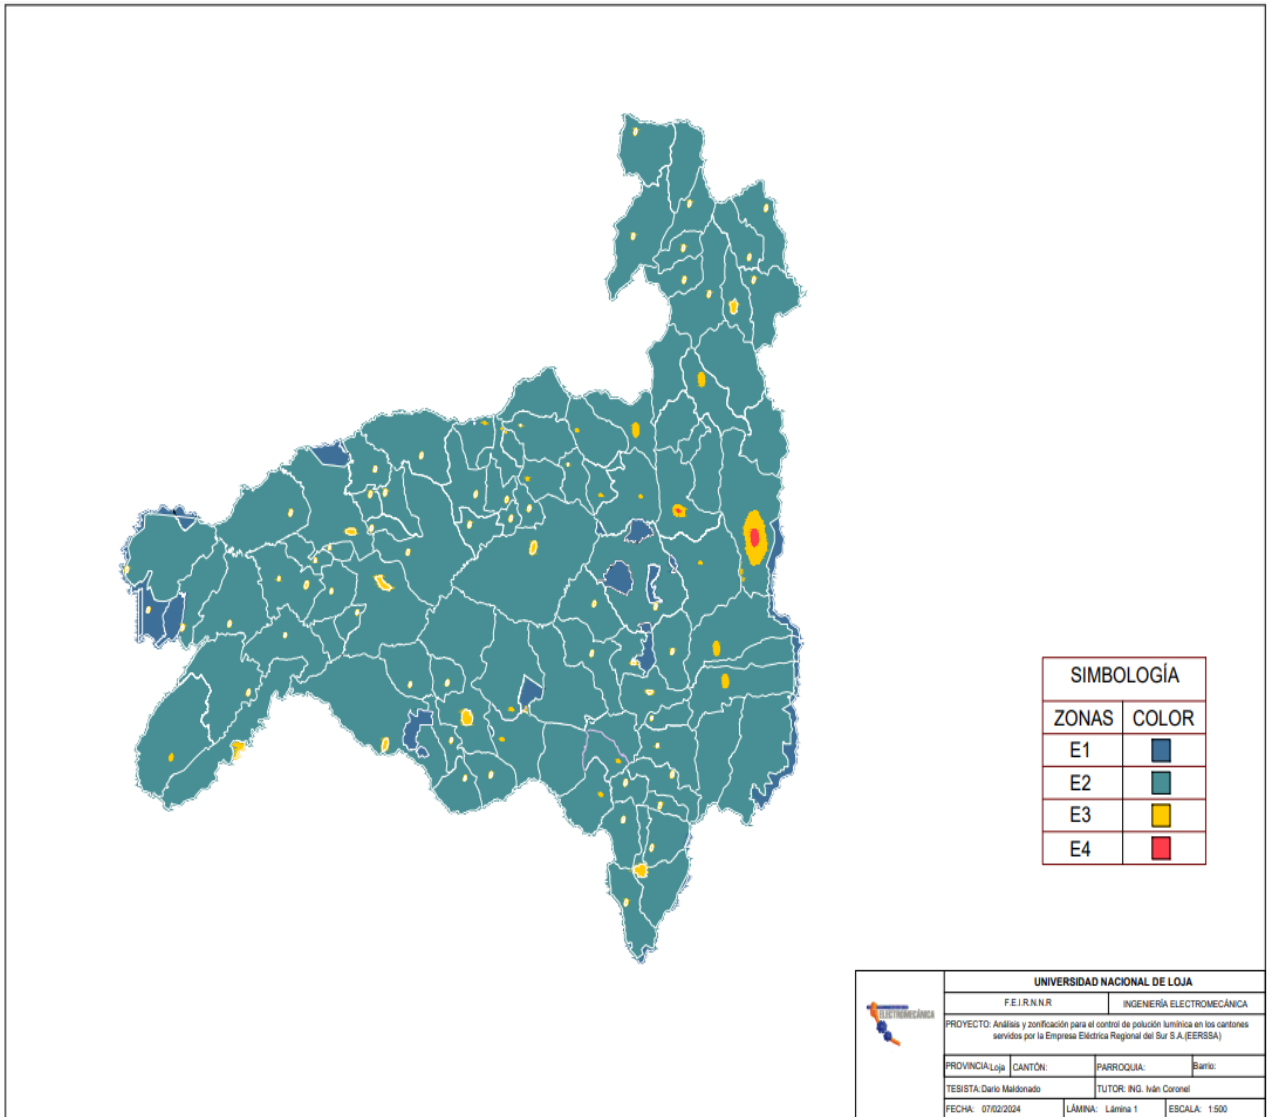 SIMBOLOGÍA
ZONAS COLOR
E1
E2
E3
E4
ELECTROMECÁNICA
UNIVERSIDAD NACIONAL DE LOJA
F.E.I.R.N.N.R INGENIERÍA ELECTROMECÁNICA
PROYECTO: Análisis y zonificación para el control de polución lumínica en los cantones
servidos por la Empresa Eléctrica Regional del Sur S.A.(EERSSA)
PROVINCIA:Loja CANTÓN: PARROQUIA: Barrio:
TESISTA: Darío Maldonado TUTOR: ING. Iván Coronel
FECHA: 07/02/2024 LÁMINA: Lámina 1 ESCALA: 1:500